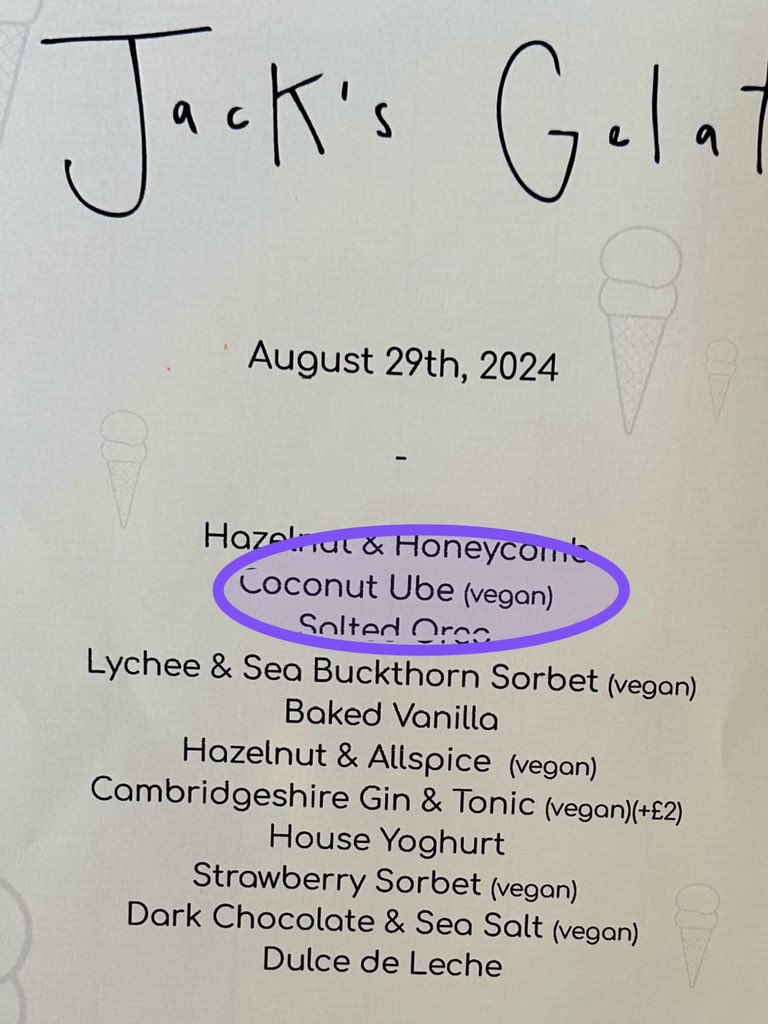 Jack's Gelat
August 29th, 2024
-
Hazelnut & Honeycomb
Coconut Ube (vegan)
Salted Oreo
Lychee & Sea Buckthorn Sorbet (vegan)
Baked Vanilla
Hazelnut & Allspice (vegan)
Cambridgeshire Gin & Tonic (vegan)(+£2)
House Yoghurt
Strawberry Sorbet (vegan)
Dark Chocolate & Sea Salt (vegan)
Dulce de Leche